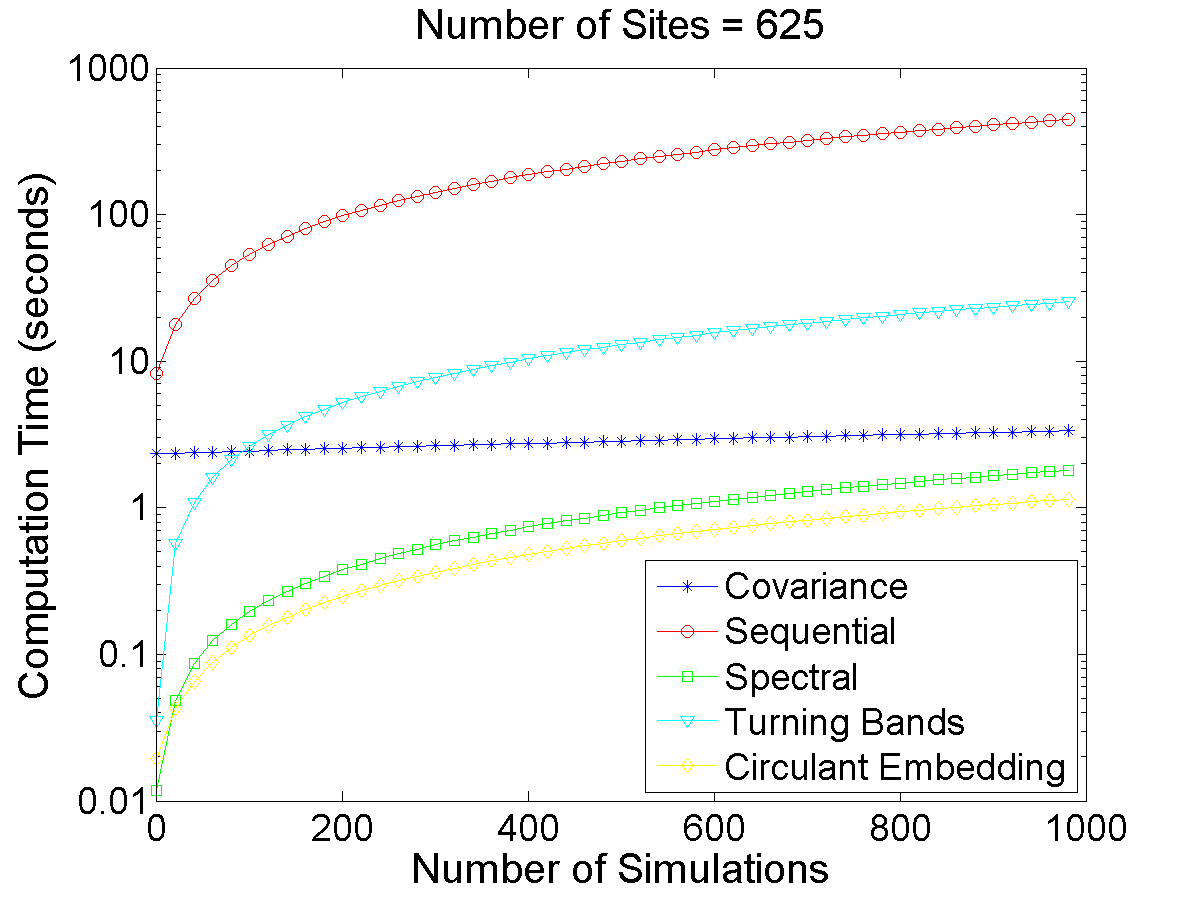 Number of Sites = 625
Computation Time (seconds)
1000
100
10
1
0.1
0.01
0 200 400 600 800 1000
Number of Simulations
Covariance
Sequential
Spectral
Turning Bands
Circulant Embedding